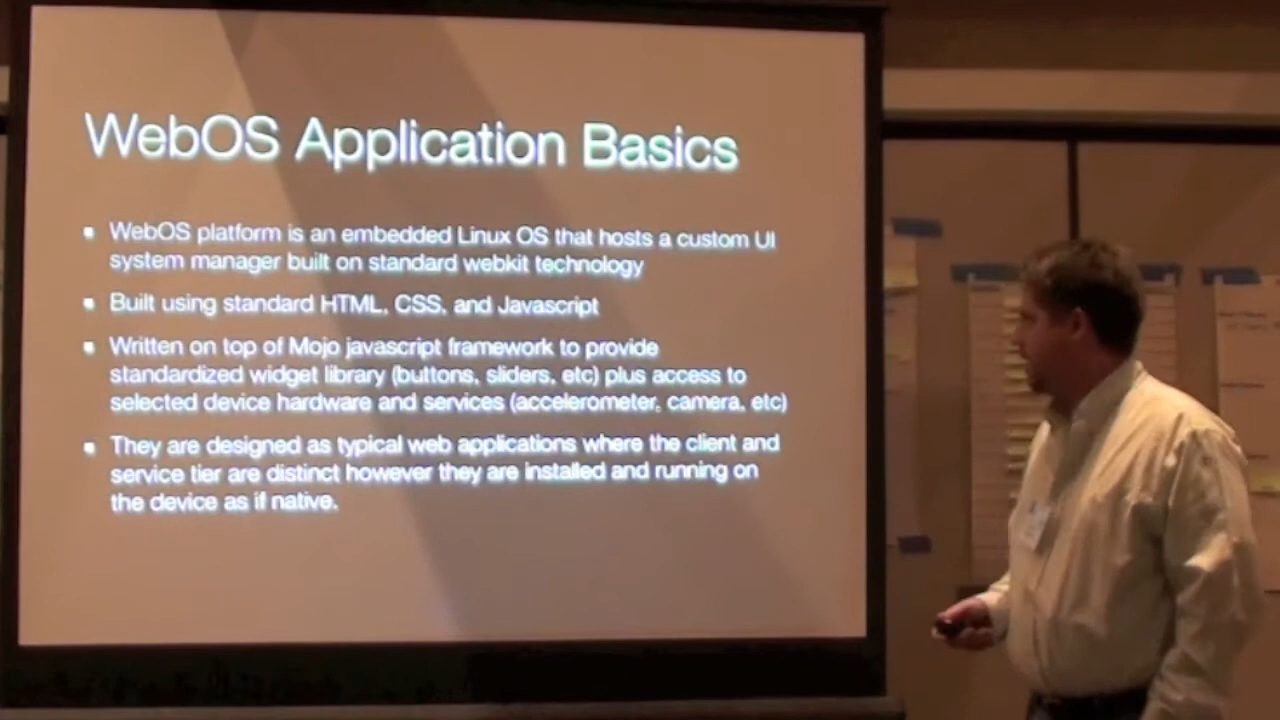 WebOS Application Basics
WebOS platform is an embedded Linux OS that hosts a custom UI
system manager built on standard webkit technology
Built using standard HTML, CSS, and Javascript
Written on top of Mojo javascript framework to provide
standardized widget library (buttons, sliders, etc) plus access to
selected device hardware and services (accelerometer, camera, etc)
They are designed as typical web applications where the client and
service tier are distinct however they are installed and running on
the device as if native.